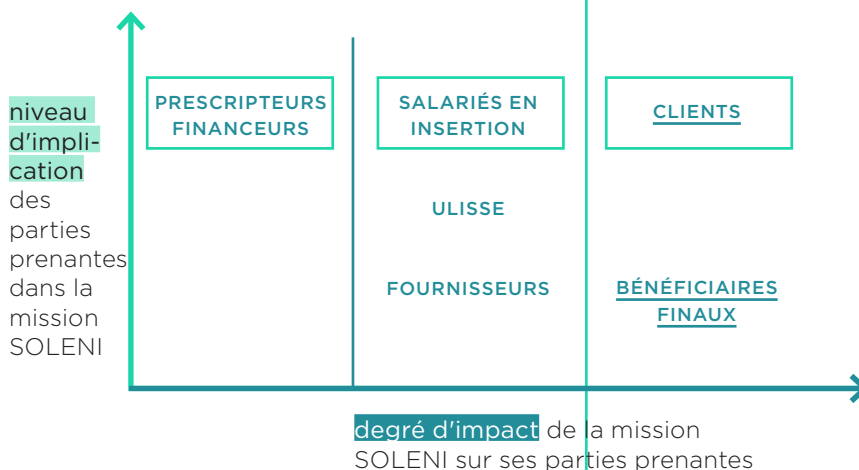 niveau
d'impli-
cation
des
parties
prenantes
dans la
mission
SOLENI
PRESCRIPTEURS
FINANCEURS
SALARIÉS EN
INSERTION
CLIENTS
ULISSE
FOURNISSEURS
BÉNÉFICIAIRES
FINAUX
degré d'impact de la mission
SOLENI sur ses parties prenantes